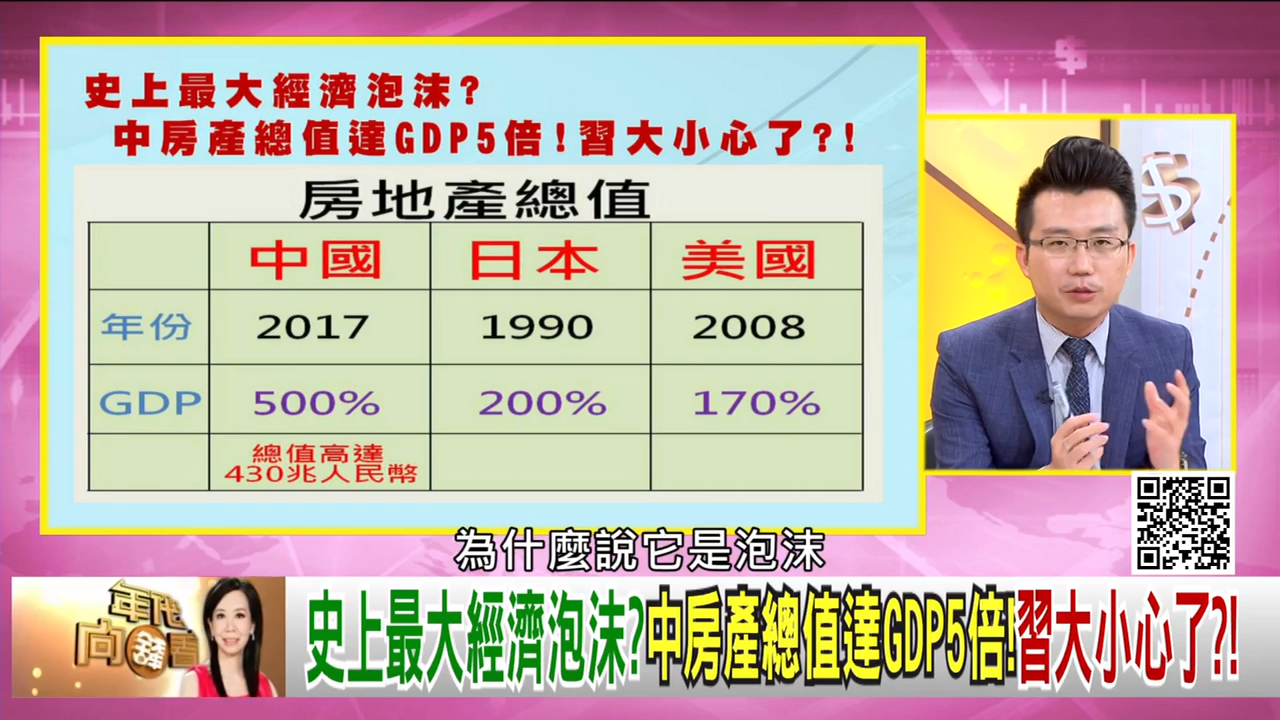 史上最大經濟泡沫?
中房產總值達GDP5倍!習大小心了?!
房地產總值
中國 日本 美國
年份 2017 1990 2008
GDP 500% 200% 170%
總值高達
430兆人民幣
為什麼說它是泡沫
年代
向錢看
史上最大經濟泡沫?中房產總值達GDP5倍!習大小心了?!